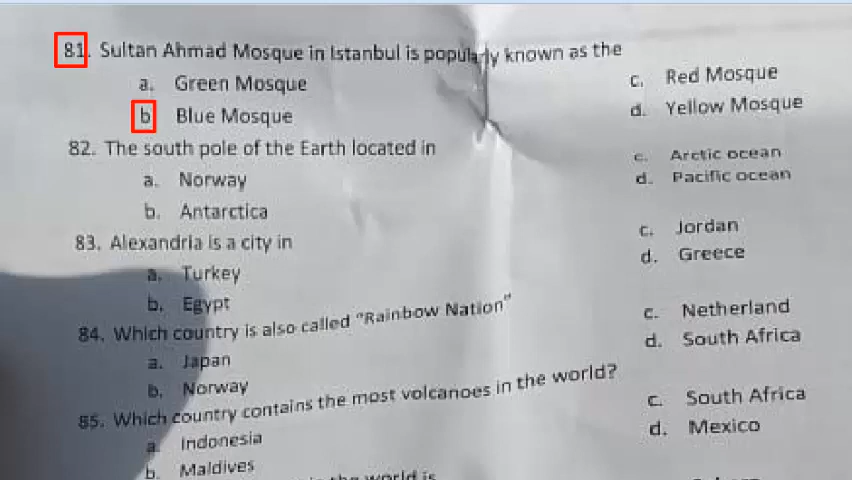 81. Sultan Ahmad Mosque in Istanbul is popularly known as the
a. Green Mosque
c. Red Mosque
b Blue Mosque
d. Yellow Mosque
82. The south pole of the Earth located in
a. Norway
c. Arctic ocean
b. Antarctica
d. Pacific ocean
83. Alexandria is a city in
a. Turkey
c. Jordan
b. Egypt
d. Greece
84. Which country is also called "Rainbow Nation"
a. Japan
c. Netherland
b. Norway
d. South Africa
85. Which country contains the most volcanoes in the world?
a. Indonesia
c. South Africa
b. Maldives
d. Mexico
the world is